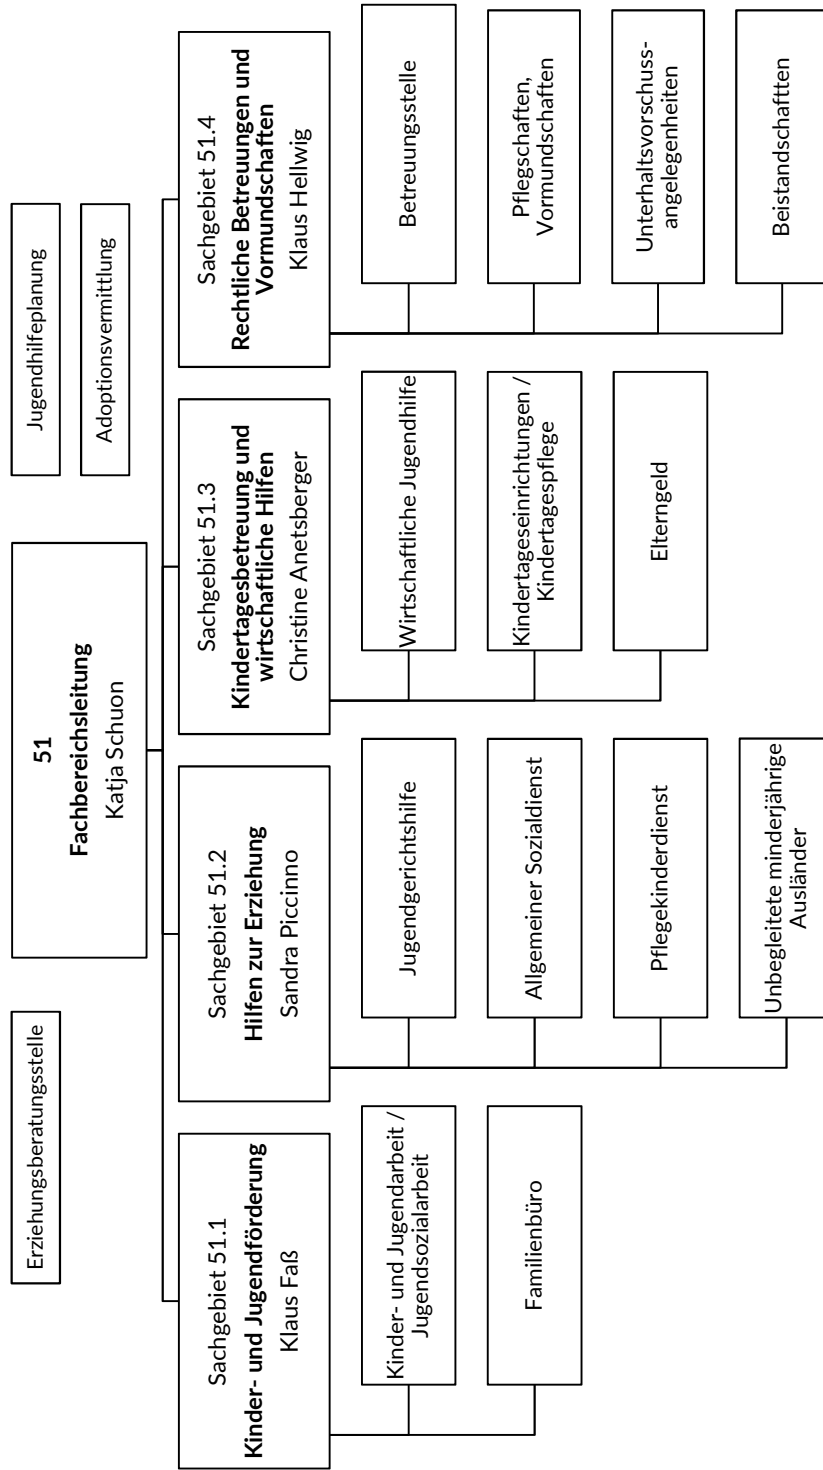 Erziehungsberatungsstelle
51
Fachbereichsleitung
Katja Schuon
Jugendhilfeplanung
Adoptionsvermittlung
Sachgebiet 51.1
Kinder- und Jugendförderung
Klaus Faß
Kinder- und Jugendarbeit /
Jugendsozialarbeit
Familienbüro
Sachgebiet 51.2
Hilfen zur Erziehung
Sandra Piccinno
Jugendgerichtshilfe
Allgemeiner Sozialdienst
Pflegekinderdienst
Unbegleitete minderjährige
Ausländer
Sachgebiet 51.3
Kindertagesbetreuung und
wirtschaftliche Hilfen
Christine Anetsberger
Wirtschaftliche Jugendhilfe
Kindertageseinrichtungen /
Kindertagespflege
Elterngeld
Sachgebiet 51.4
Rechtliche Betreuungen und
Vormundschaften
Klaus Hellwig
Betreuungsstelle
Pflegschaften,
Vormundschaften
Unterhaltsvorschuss-
angelegenheiten
Beistandschaftten